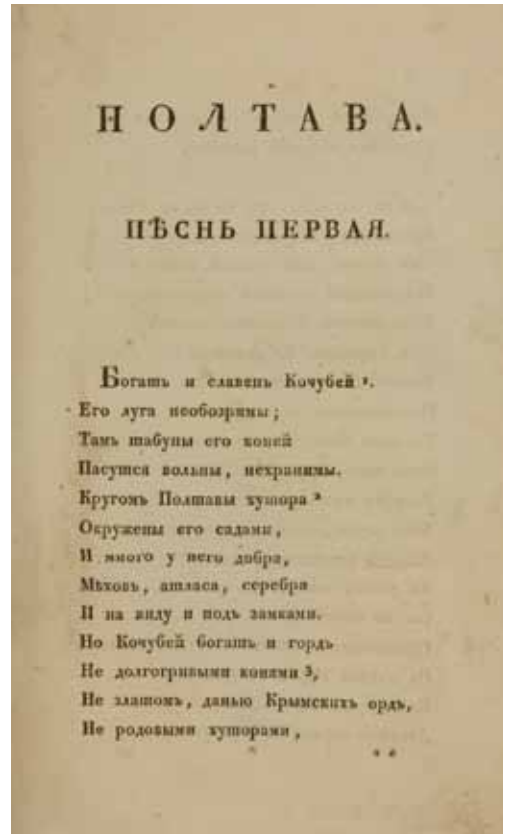 ПОЛТАВА.
ПѢСНЬ ПЕРВАЯ.
Богатъ и славенъ Кочубей ¹.
Его луга необозримы;
Тамъ табуны его коней
Пасутся вольны, нехранимы.
Кругомъ Полтавы хутора ²
Окружены его садами,
И много у него добра,
Мѣховъ, атласа, серебра
И на виду и подъ замками.
Но Кочубей богатъ и гордъ
Не долгогривыми конями ³,
Не златомъ, данью Крымскихъ ордъ,
Не родовыми хуторами,
* *